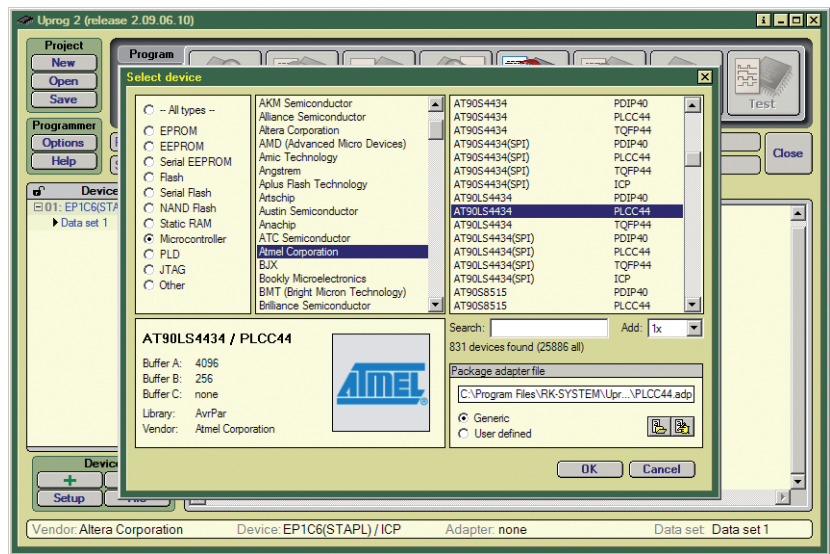 Uprog 2 (release 2.09.06.10)
Project
New
Open
Save
Programmer
Options
Help
Program
Test
Close
Device
01: EP1C6(STA
Data set 1
Select device
-- All types --
EPROM
EEPROM
Serial EEPROM
Flash
Serial Flash
NAND Flash
Static RAM
Microcontroller
PLD
JTAG
Other
AKM Semiconductor
Alliance Semiconductor
Altera Corporation
AMD (Advanced Micro Devices)
Amic Technology
Angstrem
Aplus Flash Technology
Artschip
Austin Semiconductor
Anachip
ATC Semiconductor
Atmel Corporation
BJX
Bookly Microelectronics
BMT (Bright Micron Technology)
Brilliance Semiconductor
AT90S4434 PDIP40
AT90S4434 PLCC44
AT90S4434 TQFP44
AT90S4434(SPI) PDIP40
AT90S4434(SPI) PLCC44
AT90S4434(SPI) TQFP44
AT90S4434(SPI) ICP
AT90LS4434 PDIP40
AT90LS4434 PLCC44
AT90LS4434 TQFP44
AT90LS4434(SPI) PDIP40
AT90LS4434(SPI) PLCC44
AT90LS4434(SPI) TQFP44
AT90LS4434(SPI) ICP
AT90S8515 PDIP40
AT90S8515 PLCC44
AT90LS4434 / PLCC44
Buffer A: 4096
Buffer B: 256
Buffer C: none
Library: AvrPar
Vendor: Atmel Corporation
ATMEL
Search: Add: 1x
831 devices found (25886 all)
Package adapter file
C:\Program Files\RK-SYSTEM\Upr...\PLCC44.adp
Generic
User defined
OK Cancel
Devic
Setup
Vendor: Altera Corporation Device: EP1C6(STAPL) / ICP Adapter: none Data set: Data set 1